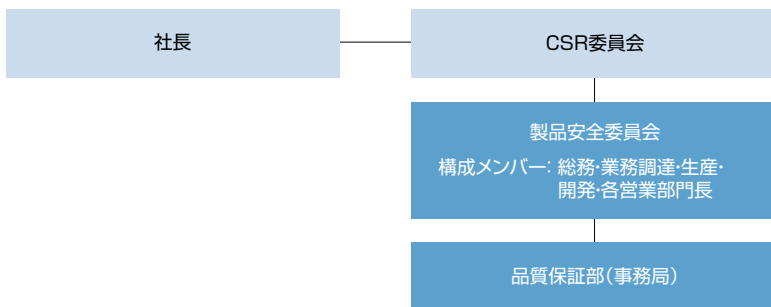 社長
CSR委員会
製品安全委員会
構成メンバー：総務・業務調達・生産・
開発・各営業部門長
品質保証部（事務局）